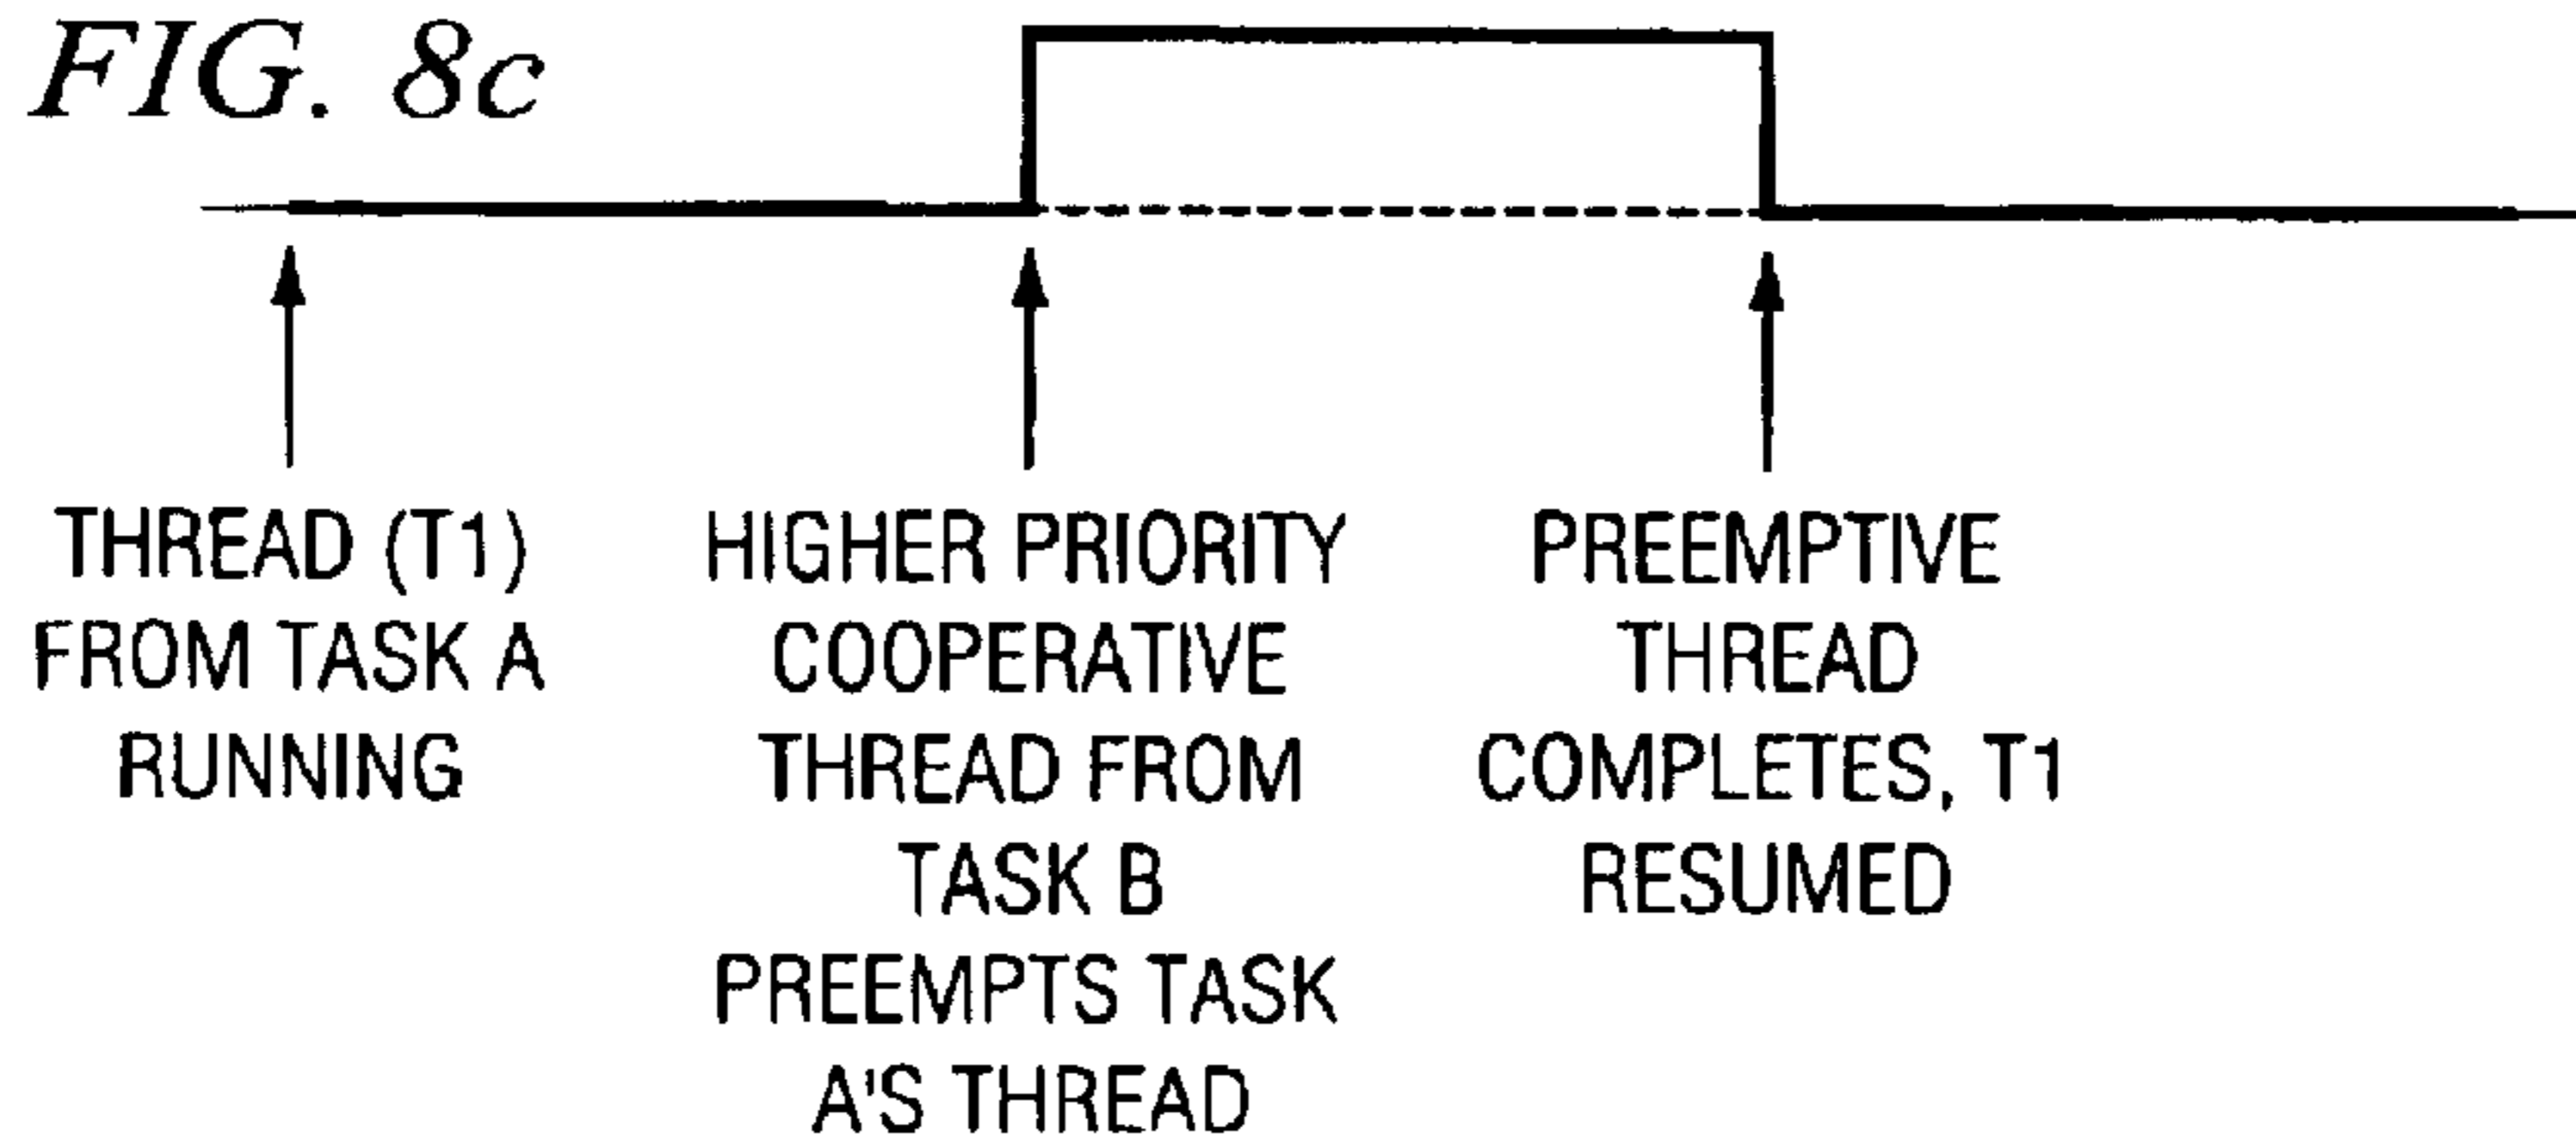 FIG. 8c
THREAD (T1)
FROM TASK A
RUNNING
HIGHER PRIORITY
COOPERATIVE
THREAD FROM
TASK B
PREEMPTS TASK
A'S THREAD
PREEMPTIVE
THREAD
COMPLETES, T1
RESUMED